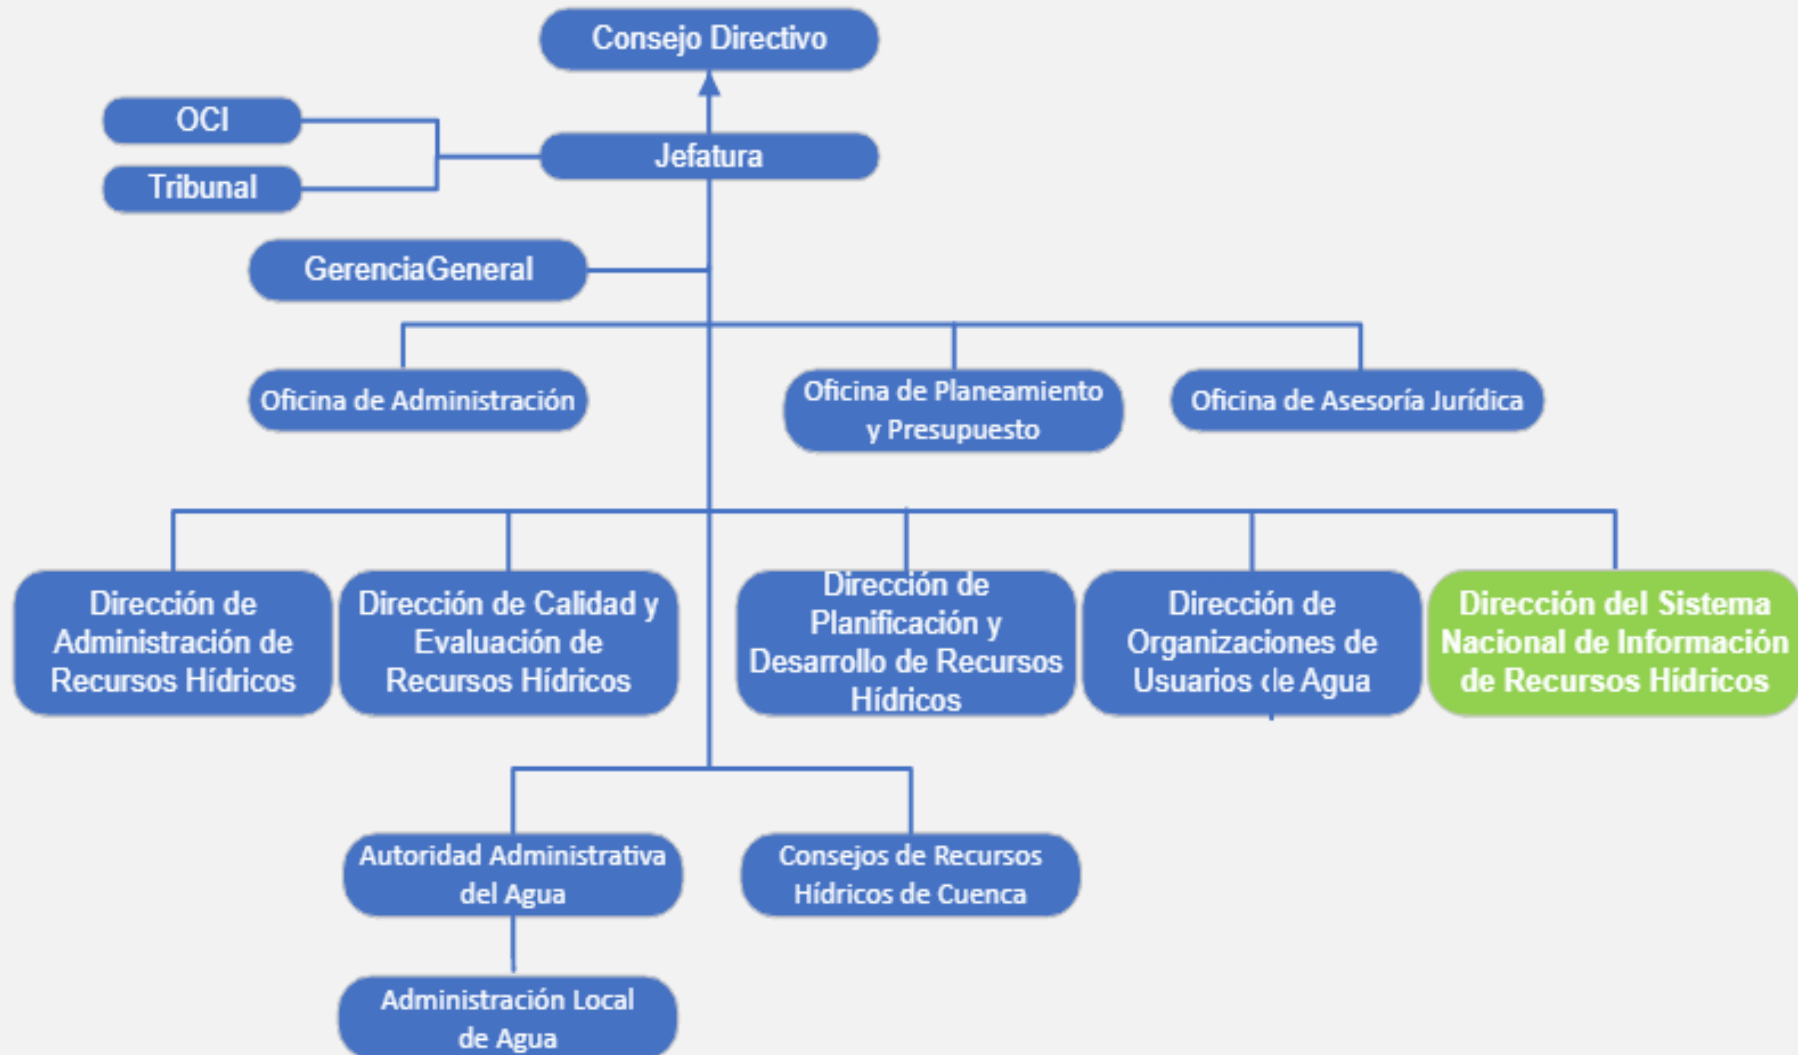 Consejo Directivo
OCI
Jefatura
Tribunal
GerenciaGeneral
Oficina de Administración
Oficina de Planeamiento
y Presupuesto
Oficina de Asesoría Jurídica
Dirección de
Administración de
Recursos Hídricos
Dirección de Calidad y
Evaluación de
Recursos Hídricos
Dirección de
Planificación y
Desarrollo de Recursos
Hídricos
Dirección de
Organizaciones de
Usuarios de Agua
Dirección del Sistema
Nacional de Información
de Recursos Hídricos
Autoridad Administrativa
del Agua
Consejos de Recursos
Hídricos de Cuenca
Administración Local
de Agua